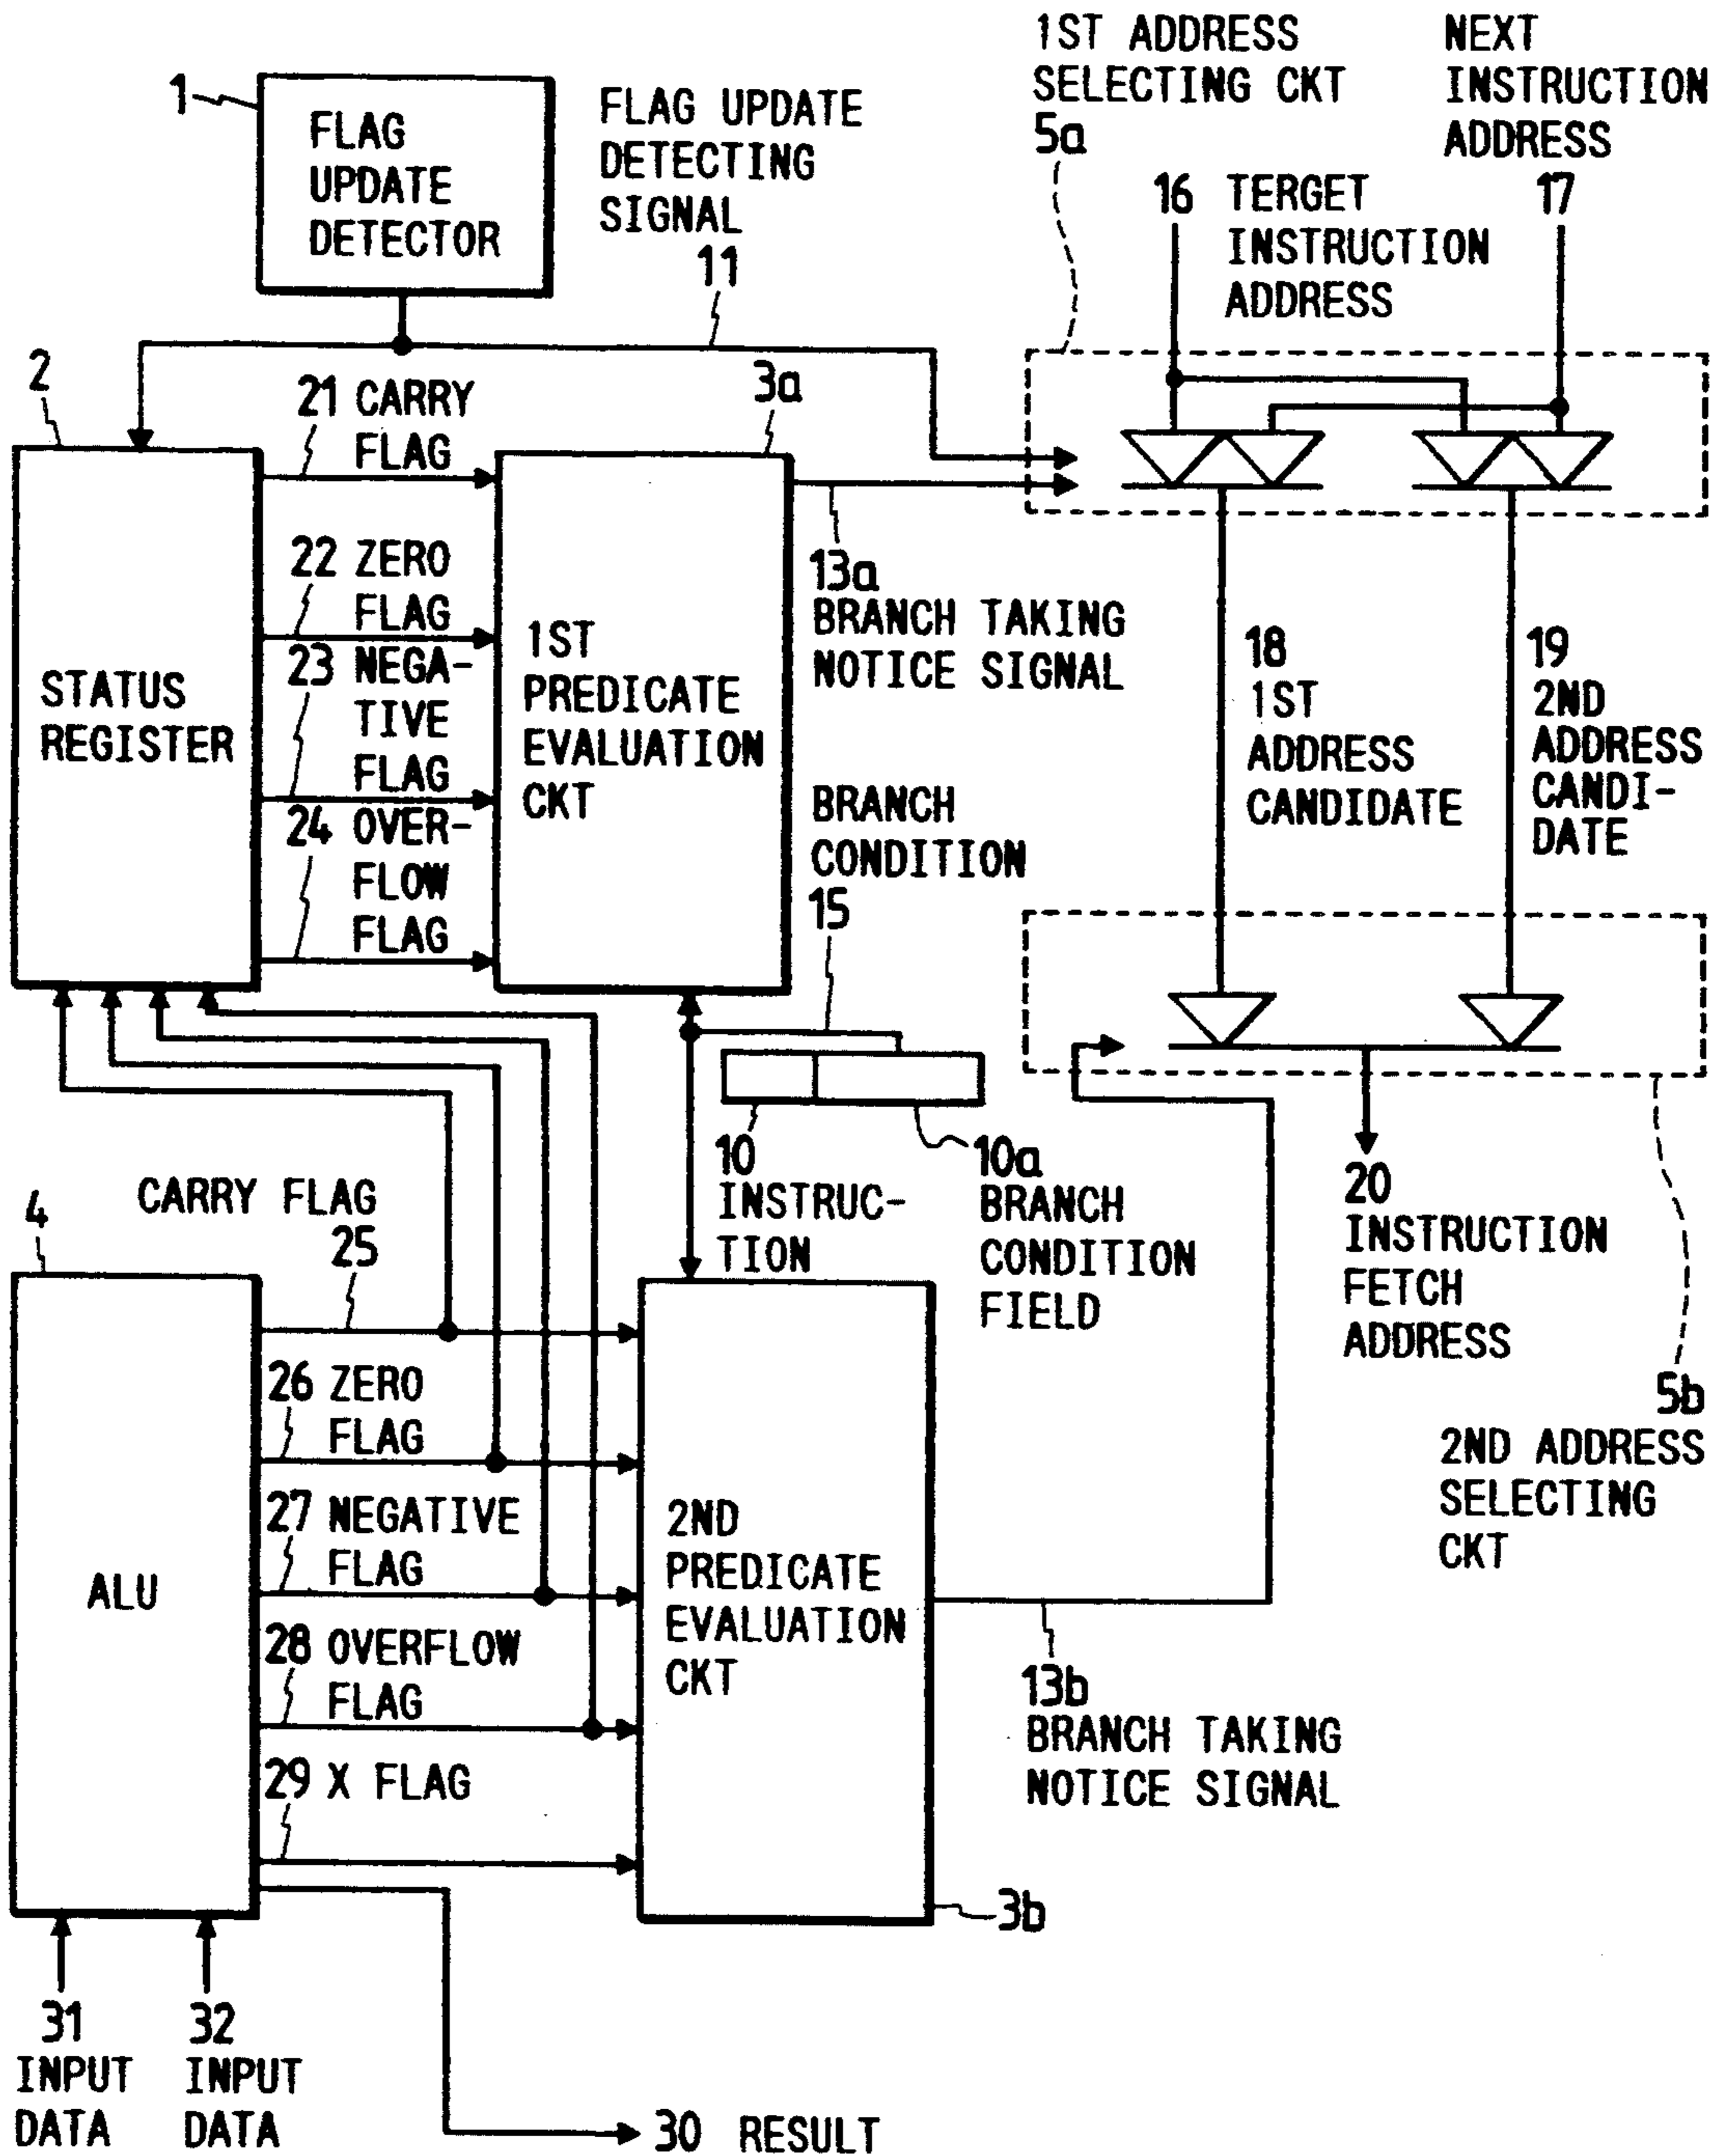 1ST ADDRESS
SELECTING CKT
5a
NEXT
INSTRUCTION
ADDRESS
17
16 TERGET
INSTRUCTION
ADDRESS
1
FLAG
UPDATE
DETECTOR
FLAG UPDATE
DETECTING
SIGNAL
11
2
STATUS
REGISTER
21 CARRY
FLAG
22 ZERO
FLAG
23 NEGA-
TIVE
FLAG
24 OVER-
FLOW
FLAG
3a
1ST
PREDICATE
EVALUATION
CKT
13a
BRANCH TAKING
NOTICE SIGNAL
BRANCH
CONDITION
15
18
1ST
ADDRESS
CANDIDATE
19
2ND
ADDRESS
CANDI-
DATE
10
INSTRUC-
TION
10a
BRANCH
CONDITION
FIELD
20
INSTRUCTION
FETCH
ADDRESS
5b
2ND ADDRESS
SELECTING
CKT
4
CARRY FLAG
25
ALU
26 ZERO
FLAG
27 NEGATIVE
FLAG
28 OVERFLOW
FLAG
29 X FLAG
2ND
PREDICATE
EVALUATION
CKT
13b
BRANCH TAKING
NOTICE SIGNAL
3b
31
INPUT
DATA
32
INPUT
DATA
30 RESULT